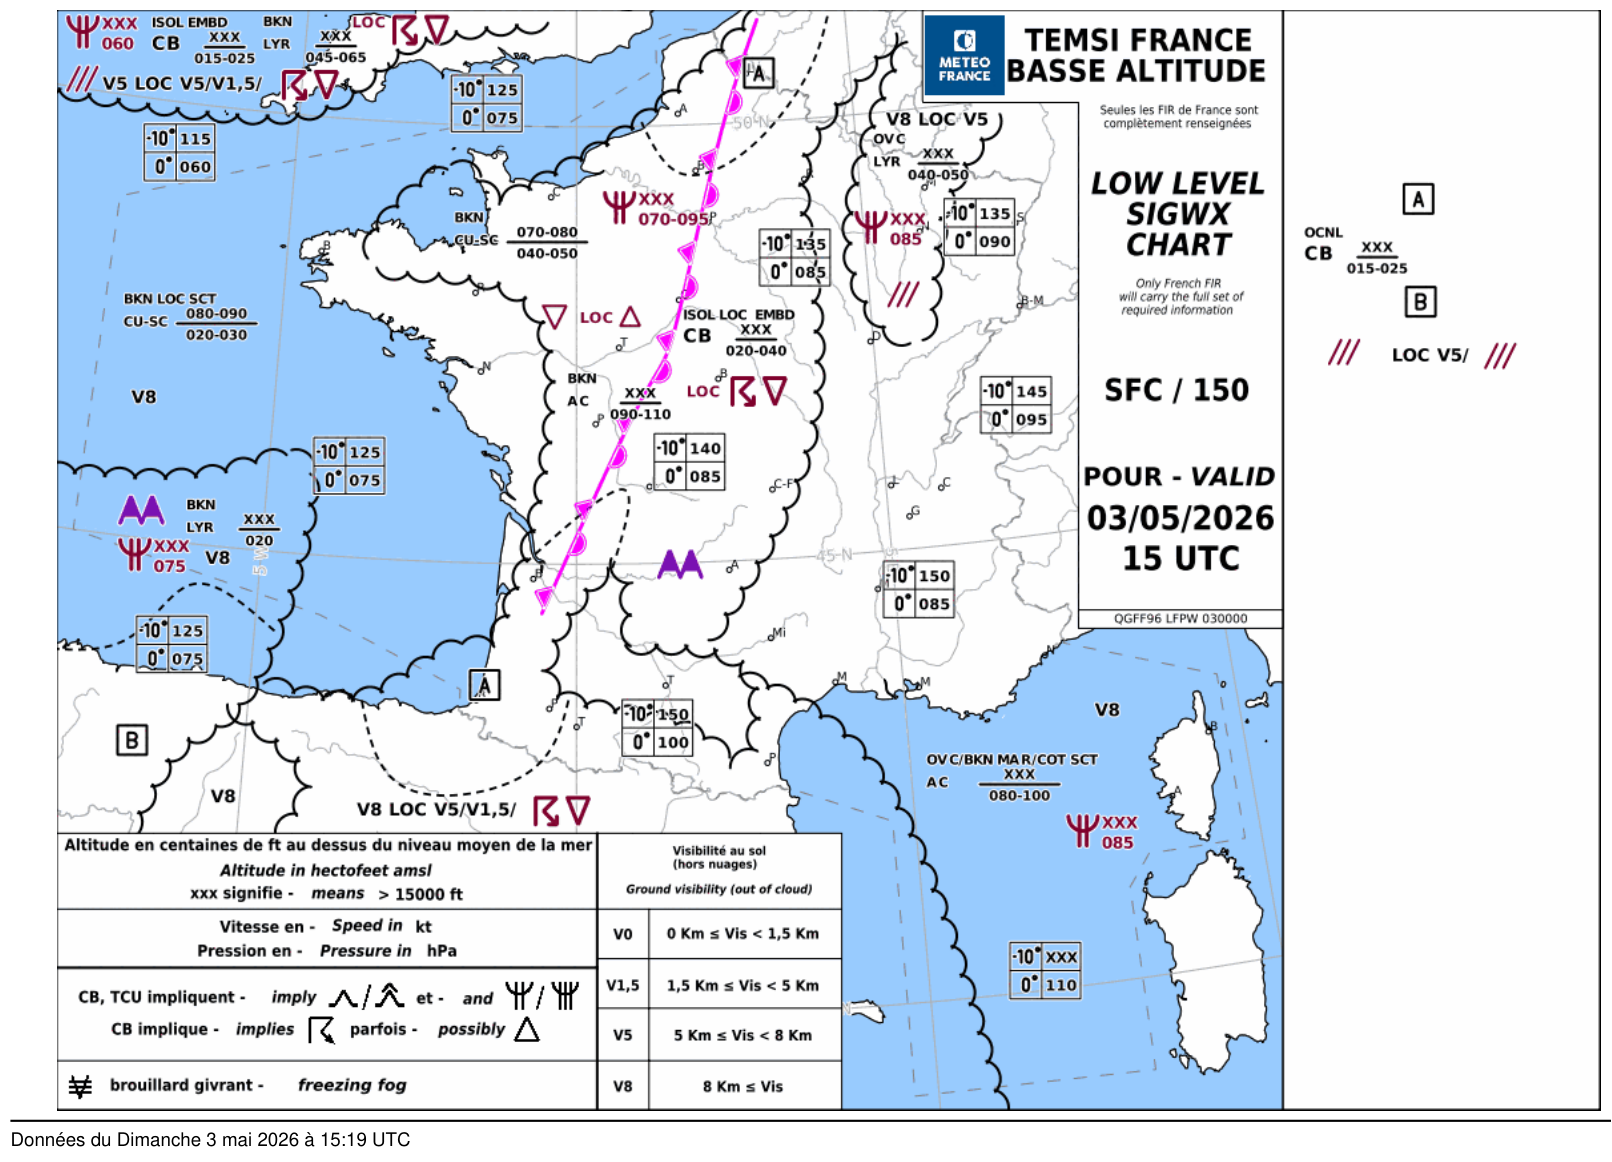 XXX
060
ISOL EMBD
CB XXX
015-025
BKN
LYR XXX
045-065
LOC
V5 LOC V5/V1,5/
-10° 115
0° 060
-10° 125
0° 075
A
A
50°N
METEO
FRANCE
TEMSI FRANCE
BASSE ALTITUDE
Seules les FIR de France sont
complètement renseignées
LOW LEVEL
SIGWX
CHART
Only French FIR
will carry the full set of
required information
SFC / 150
POUR - VALID
03/05/2026
15 UTC
QGFF96 LFPW 030000
V8 LOC V5
OVC
LYR XXX
040-050
XXX
085
-10° 135
0° 090
S
B-M
D
XXX
070-095
P
B
C
C
BKN
CU-SC 070-080
040-050
B
-10° 135
0° 085
BKN LOC SCT
CU-SC 080-090
020-030
LOC
ISOL LOC EMBD
CB XXX
020-040
T
N
B
LOC
BKN
AC XXX
090-110
P
V8
-10° 145
0° 095
-10° 125
0° 075
-10° 140
0° 085
C-F
L
C
G
BKN
LYR XXX
020
XXX
075
V8
5°W
45°N
A
B
-10° 150
0° 085
-10° 125
0° 075
Mi
N
M
M
A
T
P
T
P
B
-10° 150
0° 100
V8
V8
B
A
OVC/BKN MAR/COT SCT
AC XXX
080-100
XXX
085
V8 LOC V5/V1,5/
-10° XXX
0° 110
A
OCNL
CB XXX
015-025
B
LOC V5/
Altitude en centaines de ft au dessus du niveau moyen de la mer
Altitude in hectofeet amsl
xxx signifie - means > 15000 ft
Vitesse en - Speed in kt
Pression en - Pressure in hPa
CB, TCU impliquent - imply / et - and /
CB implique - implies parfois - possibly
brouillard givrant - freezing fog
Visibilité au sol
(hors nuages)
Ground visibility (out of cloud)
V0 0 Km ≤ Vis < 1,5 Km
V1,5 1,5 Km ≤ Vis < 5 Km
V5 5 Km ≤ Vis < 8 Km
V8 8 Km ≤ Vis
Données du Dimanche 3 mai 2026 à 15:19 UTC